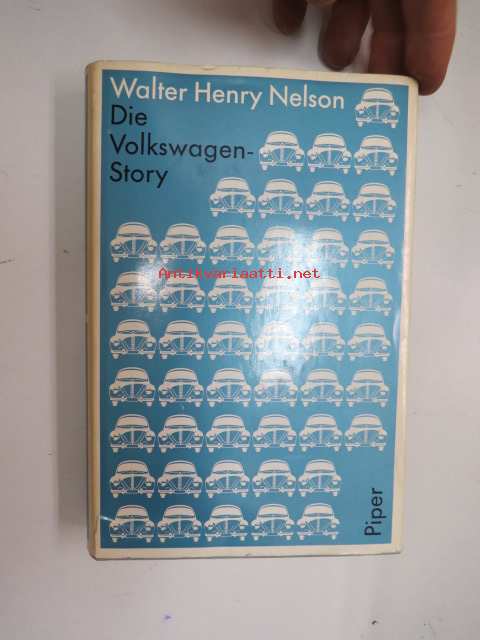 Walter Henry Nelson
Die
Volkswagen-
Story
Antikvariaatti.net
Piper